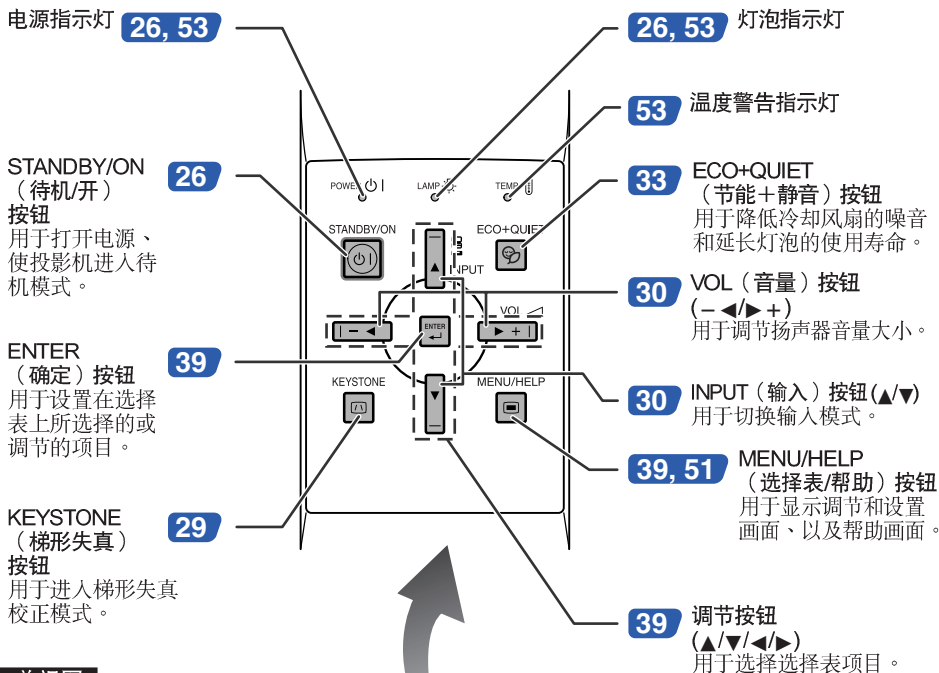 电源指示灯 26, 53
26, 53 灯泡指示灯
53 温度警告指示灯
STANDBY/ON
（待机/开）
按钮
用于打开电源、
使投影机进入待
机模式。
26
ENTER
（确定）按钮
用于设置在选择
表上所选择的或
调节的项目。
39
KEYSTONE
（梯形失真）
按钮
用于进入梯形失真
校正模式。
29
POWER
LAMP
TEMP
STANDBY/ON
ECO+QUIET
INPUT
VOL
ENTER
KEYSTONE
MENU/HELP
33 ECO+QUIET
（节能＋静音）按钮
用于降低冷却风扇的噪音
和延长灯泡的使用寿命。
30 VOL（音量）按钮
(– ◀/▶ +)
用于调节扬声器音量大小。
30 INPUT（输入）按钮(▲/▼)
用于切换输入模式。
39, 51 MENU/HELP
（选择表/帮助）按钮
用于显示调节和设置
画面、以及帮助画面。
39 调节按钮
(▲/▼/◀/▶)
用于选择选择表项目。